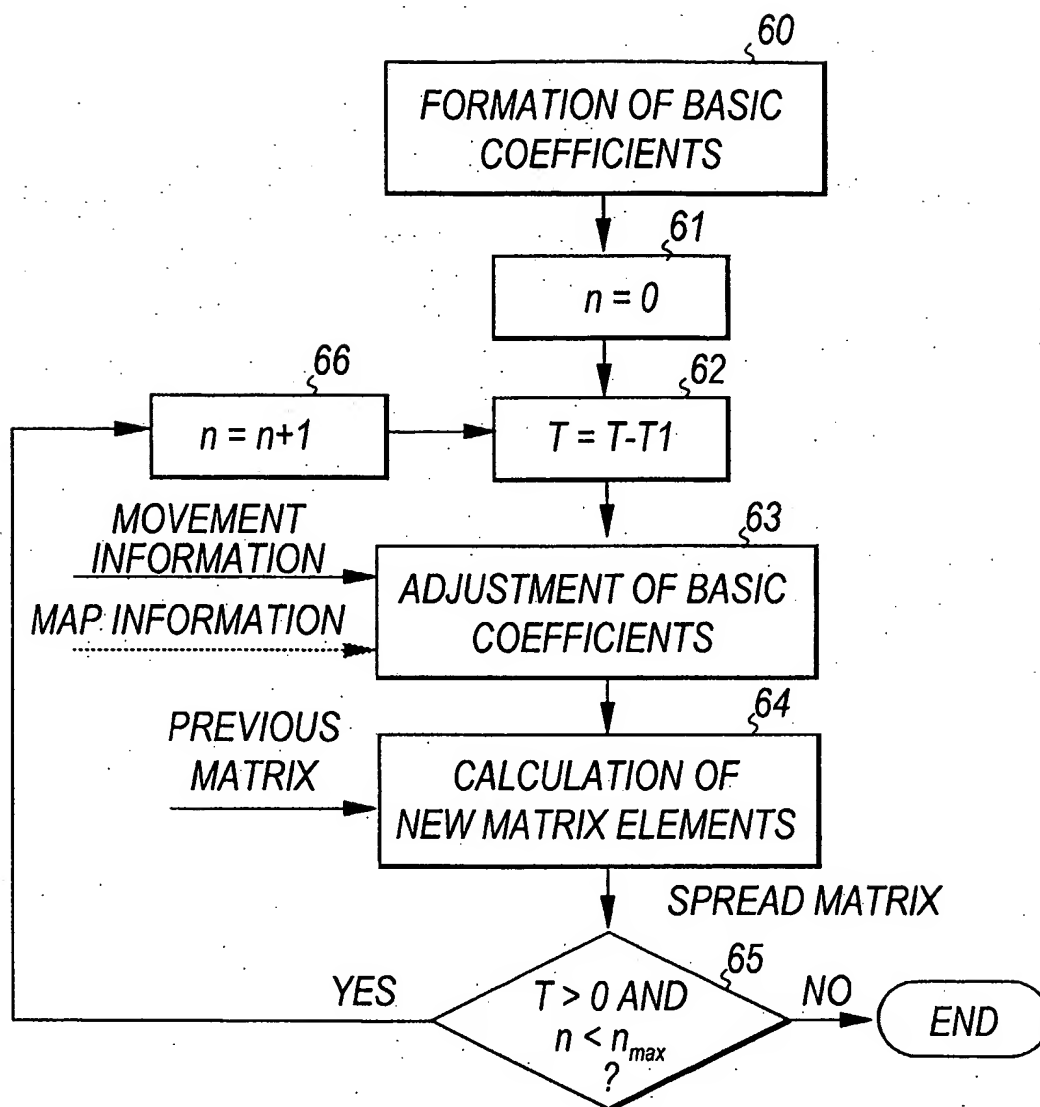 60
FORMATION OF BASIC
COEFFICIENTS
61
n = 0
66
n = n+1
62
T = T-T1
MOVEMENT
INFORMATION
MAP INFORMATION
63
ADJUSTMENT OF BASIC
COEFFICIENTS
PREVIOUS
MATRIX
64
CALCULATION OF
NEW MATRIX ELEMENTS
SPREAD MATRIX
65
YES
T > 0 AND
n < nmax
?
NO
END